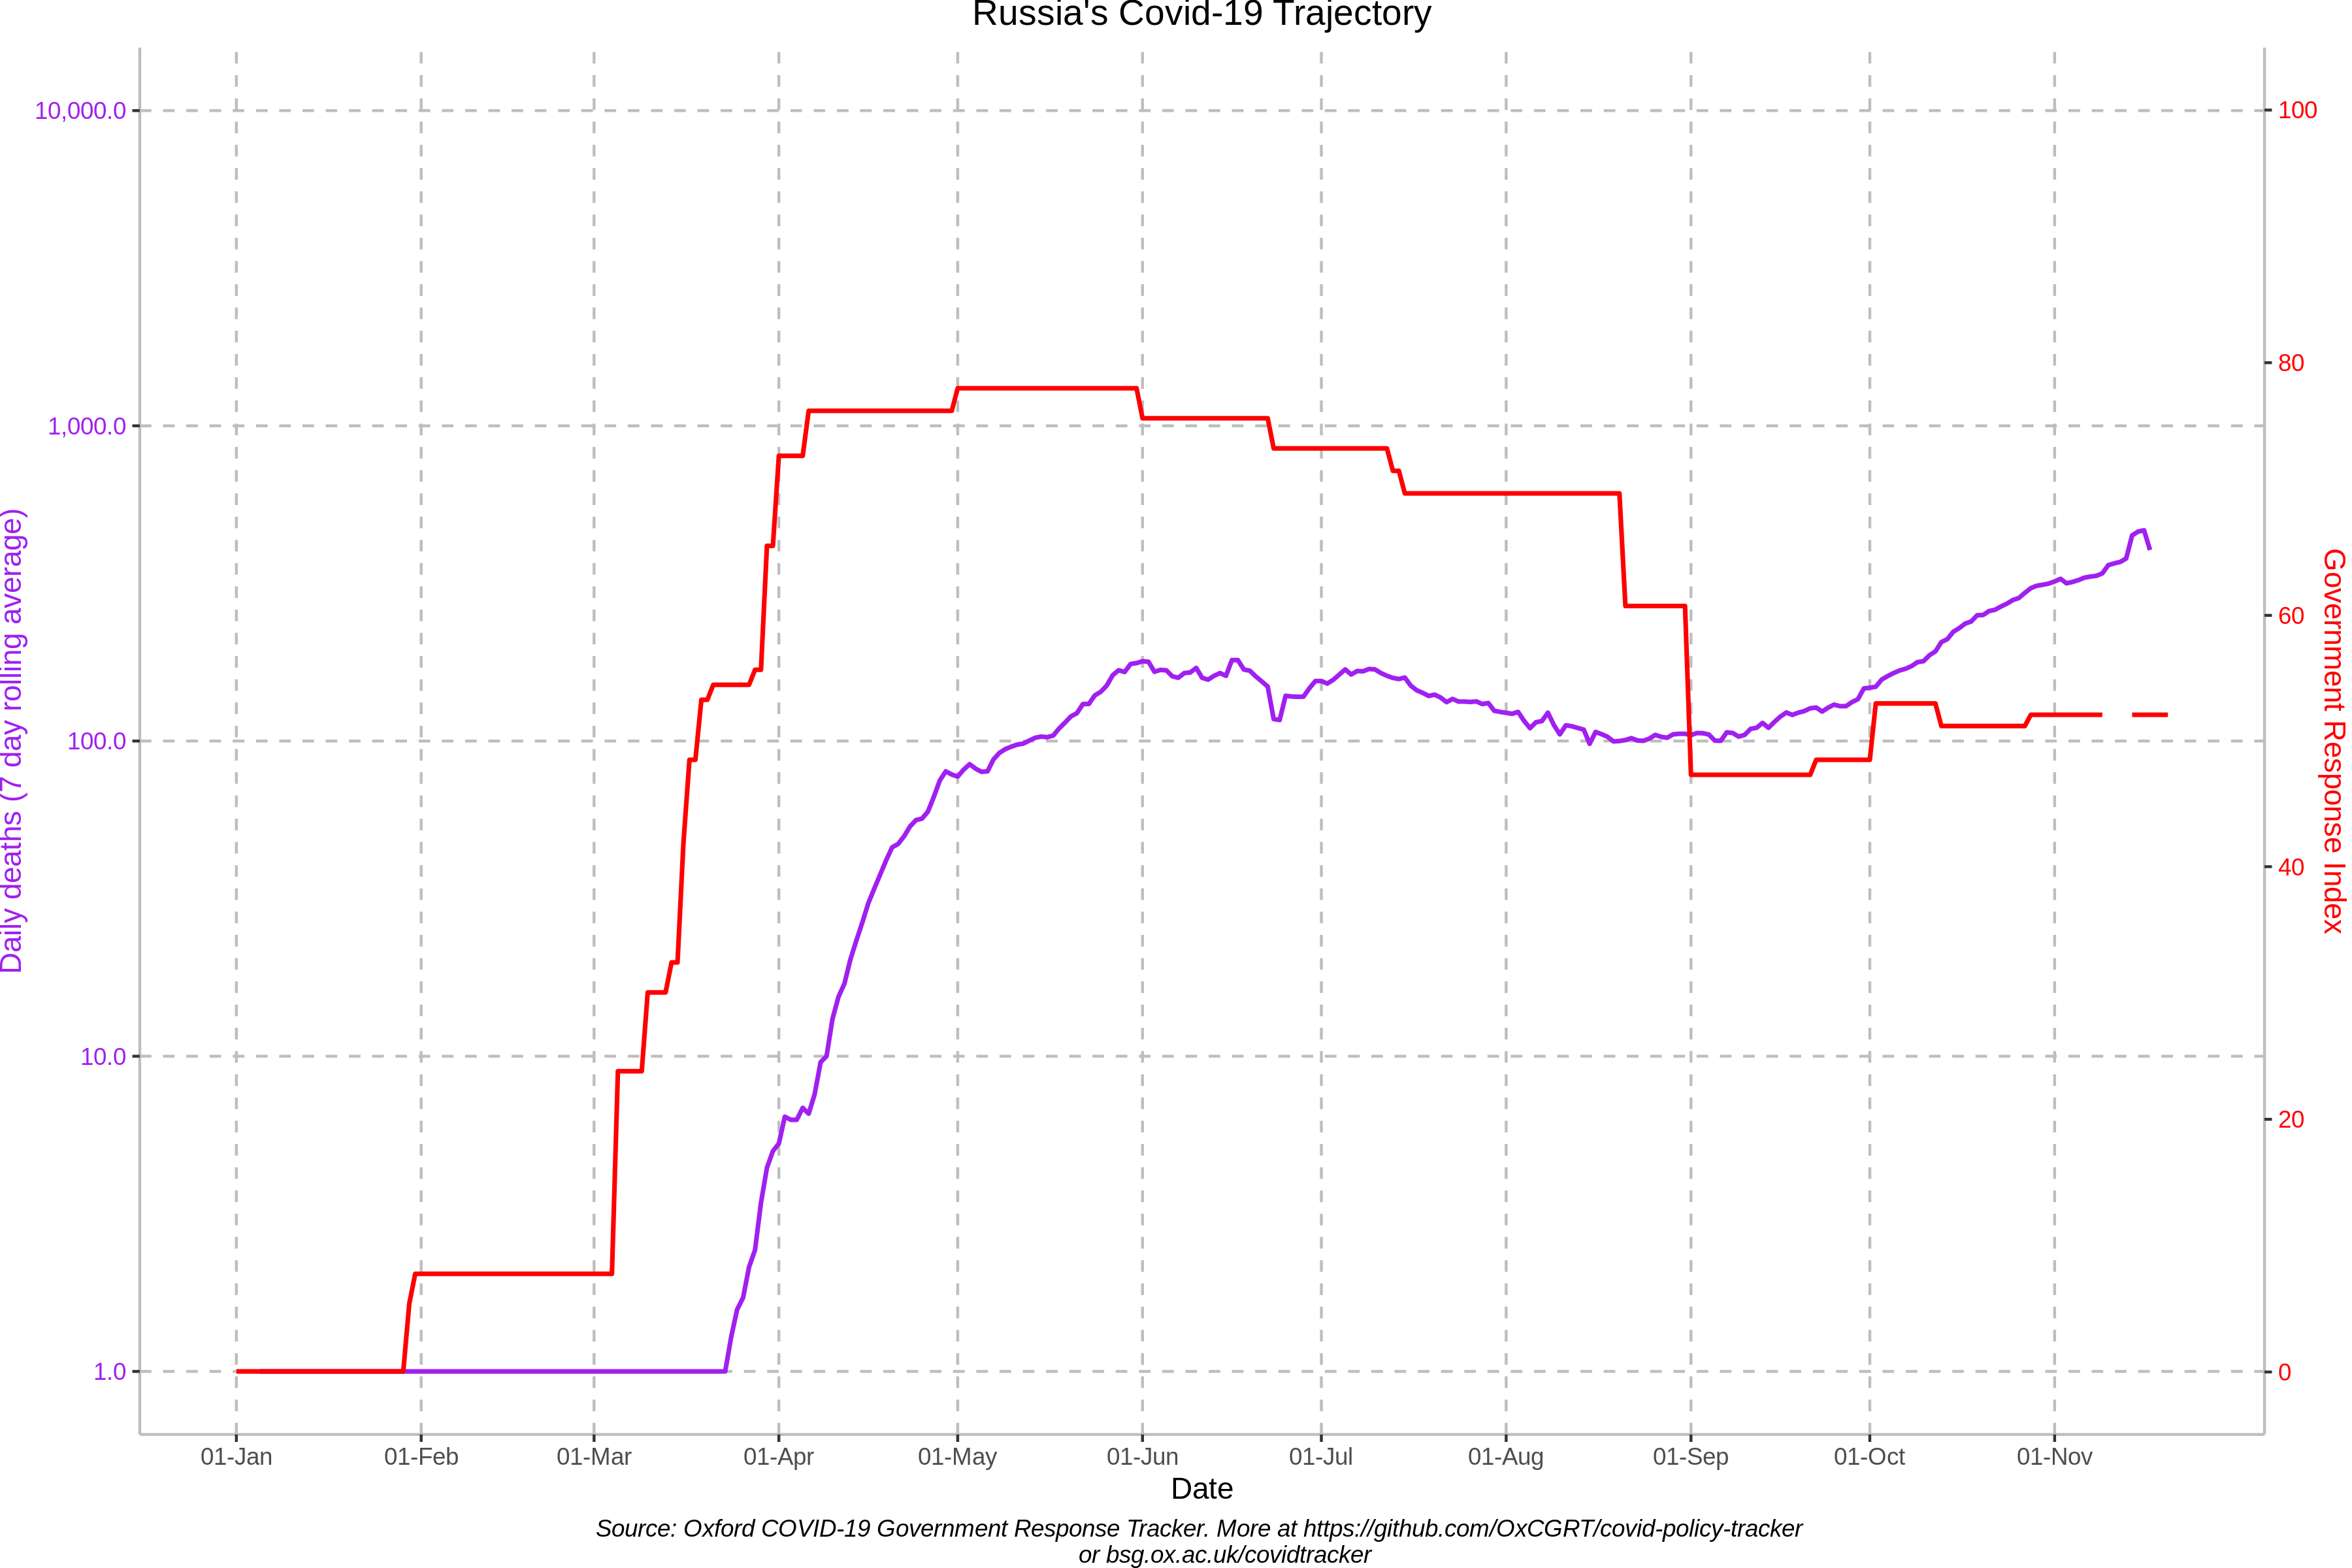 Russia's Covid-19 Trajectory
10,000.0
1,000.0
100.0
10.0
1.0
Daily deaths (7 day rolling average)
100
80
60
40
20
0
Government Response Index
01-Jan 01-Feb 01-Mar 01-Apr 01-May 01-Jun 01-Jul 01-Aug 01-Sep 01-Oct 01-Nov
Date
Source: Oxford COVID-19 Government Response Tracker. More at https://github.com/OxCGRT/covid-policy-tracker
or bsg.ox.ac.uk/covidtracker